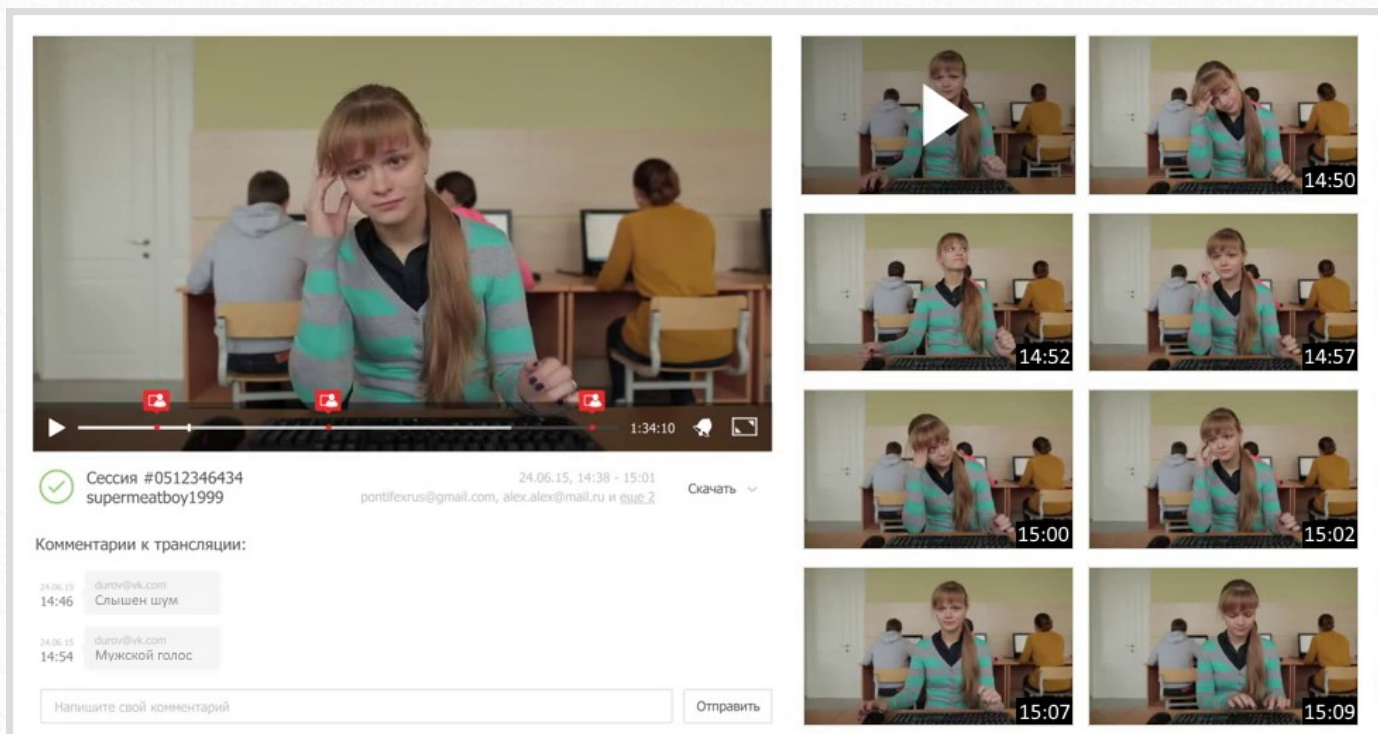 1:34:10
Сессия #0512346434
supermeatboy1999
24.06.15, 14:38 - 15:01
pontifexrus@gmail.com, alex.alex@mail.ru и еще 2
Скачать
Комментарии к трансляции:
24.06.15
14:46
durov@vk.com
Слышен шум
24.06.15
14:54
durov@vk.com
Мужской голос
Напишите свой комментарий
Отправить
14:50
14:52
14:57
15:00
15:02
15:07
15:09